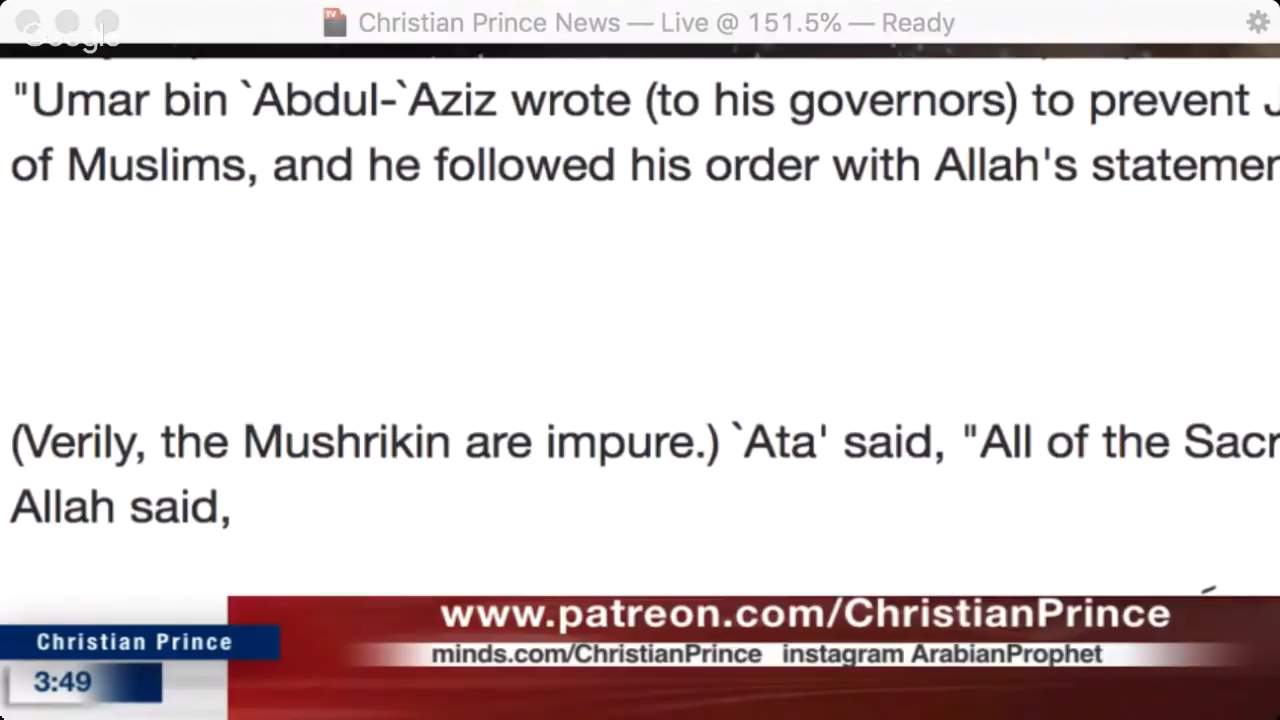 Christian Prince News — Live @ 151.5% — Ready
Google
"Umar bin `Abdul-`Aziz wrote (to his governors) to prevent
of Muslims, and he followed his order with Allah's
(Verily, the Mushrikin are impure.) `Ata' said, "All of the
Allah said,
www.patreon.com/ChristianPrince
Christian Prince
minds.com/ChristianPrince instagram ArabianProphet
3:49